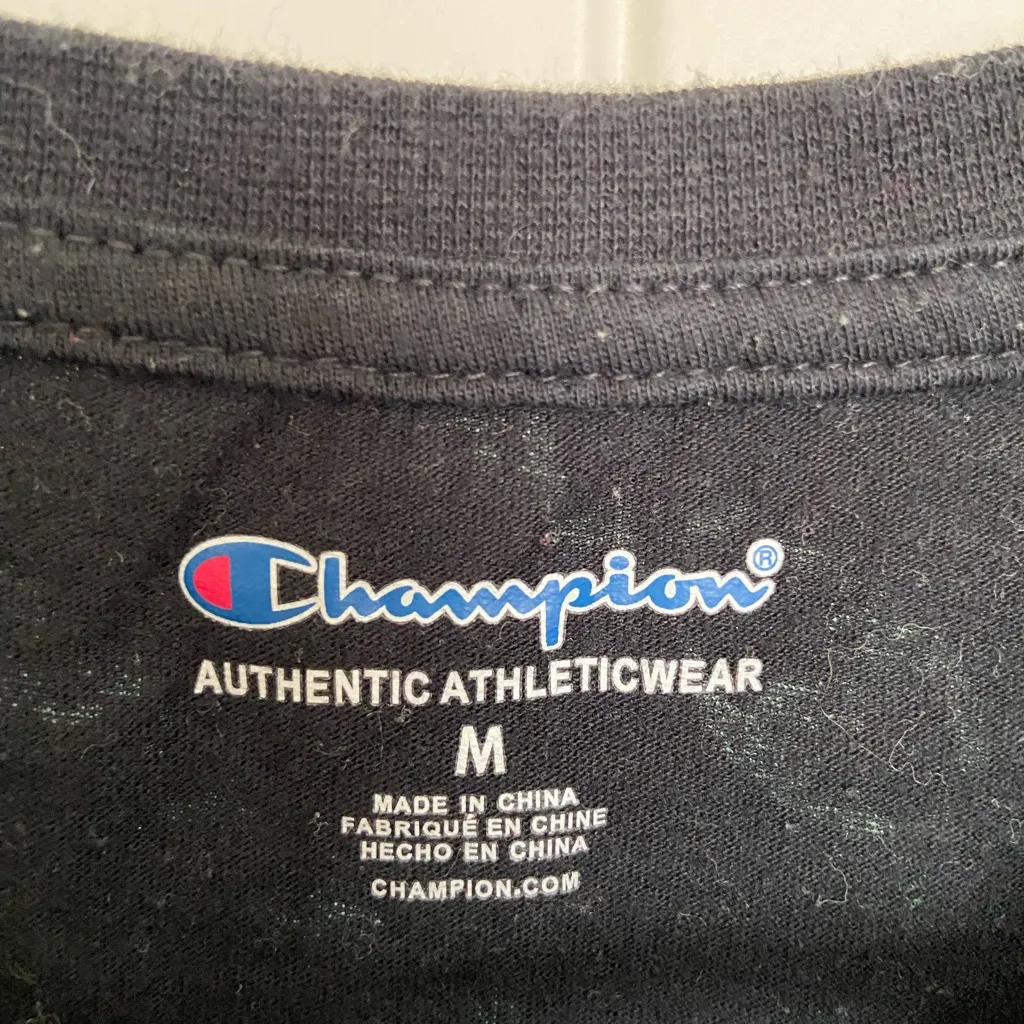 Champion®
AUTHENTIC ATHLETICWEAR
M
MADE IN CHINA
FABRIQUÉ EN CHINE
HECHO EN CHINA
CHAMPION.COM